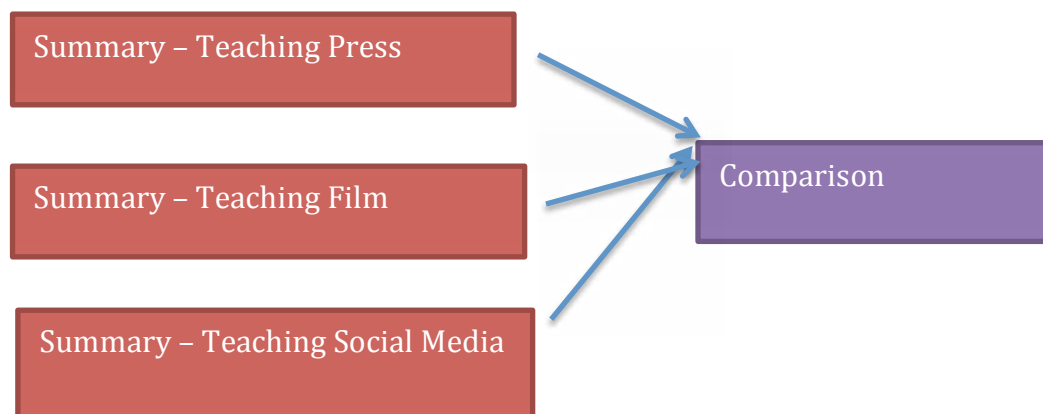 Summary – Teaching Press
Summary – Teaching Film
Comparison
Summary – Teaching Social Media